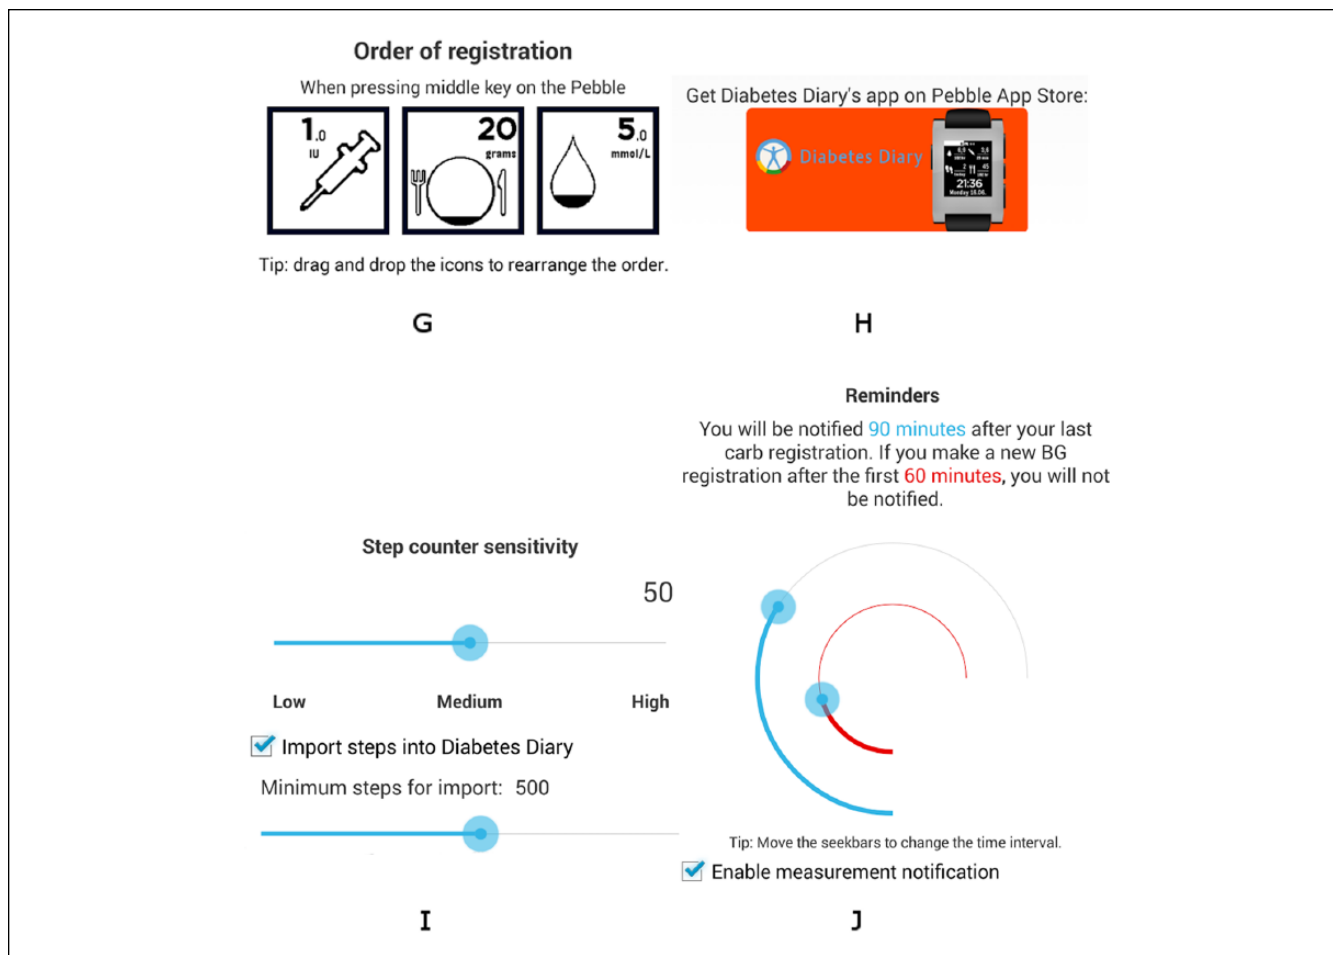 Order of registration
When pressing middle key on the Pebble
1.0
IU
20
grams
5.0
mmol/L
Tip: drag and drop the icons to rearrange the order.
G
Get Diabetes Diary's app on Pebble App Store:
Diabetes Diary
21:36
Monday 16.06.
H
Step counter sensitivity
50
Low Medium High
Import steps into Diabetes Diary
Minimum steps for import: 500
I
Reminders
You will be notified 90 minutes after your last
carb registration. If you make a new BG
registration after the first 60 minutes, you will not
be notified.
Tip: Move the seekbars to change the time interval.
Enable measurement notification
J